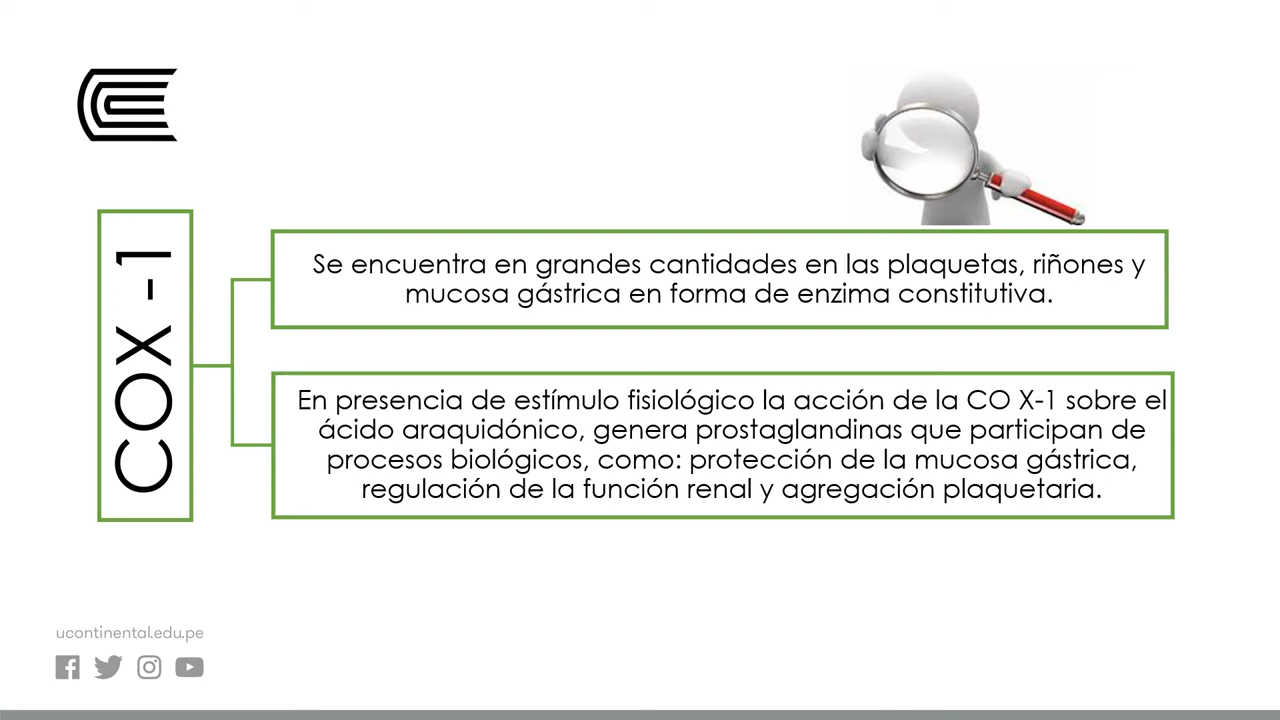 COX -1
Se encuentra en grandes cantidades en las plaquetas, riñones y
mucosa gástrica en forma de enzima constitutiva.
En presencia de estímulo fisiológico la acción de la CO X-1 sobre el
ácido araquidónico, genera prostaglandinas que participan de
procesos biológicos, como: protección de la mucosa gástrica,
regulación de la función renal y agregación plaquetaria.
ucontinental.edu.pe